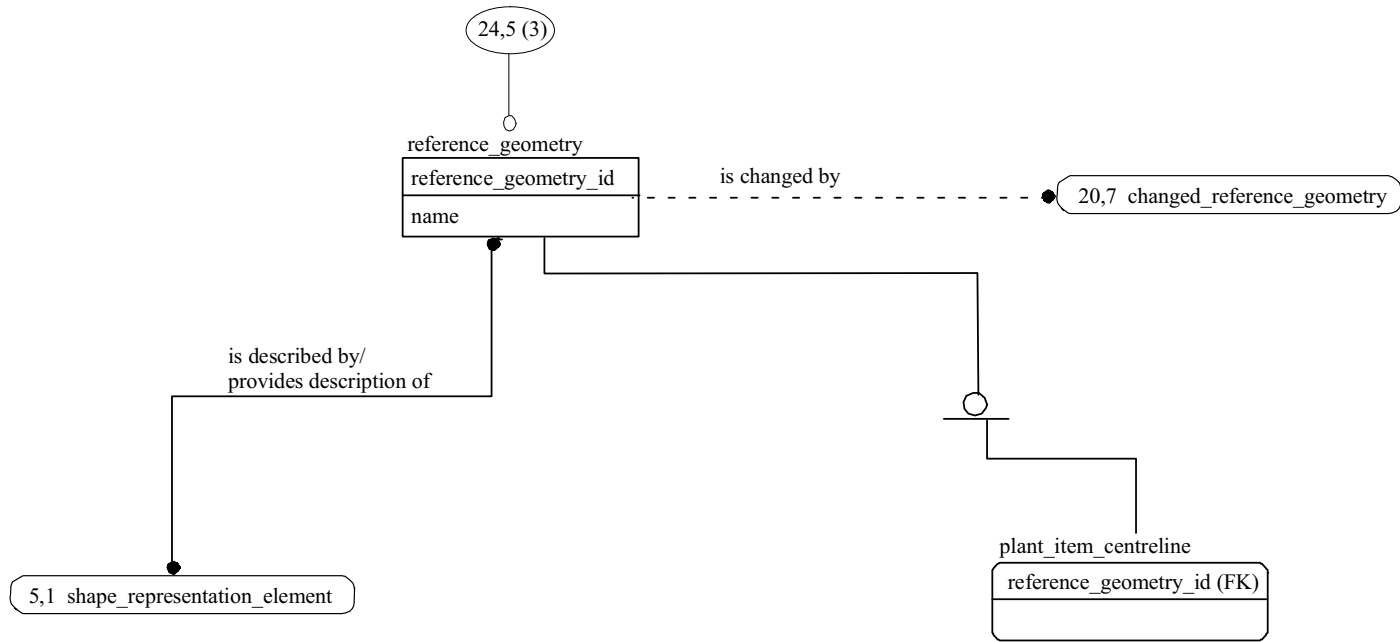 24,5 (3)
reference_geometry
reference_geometry_id
name
is changed by
20,7 changed_reference_geometry
is described by/
provides description of
5,1 shape_representation_element
plant_item_centreline
reference_geometry_id (FK)